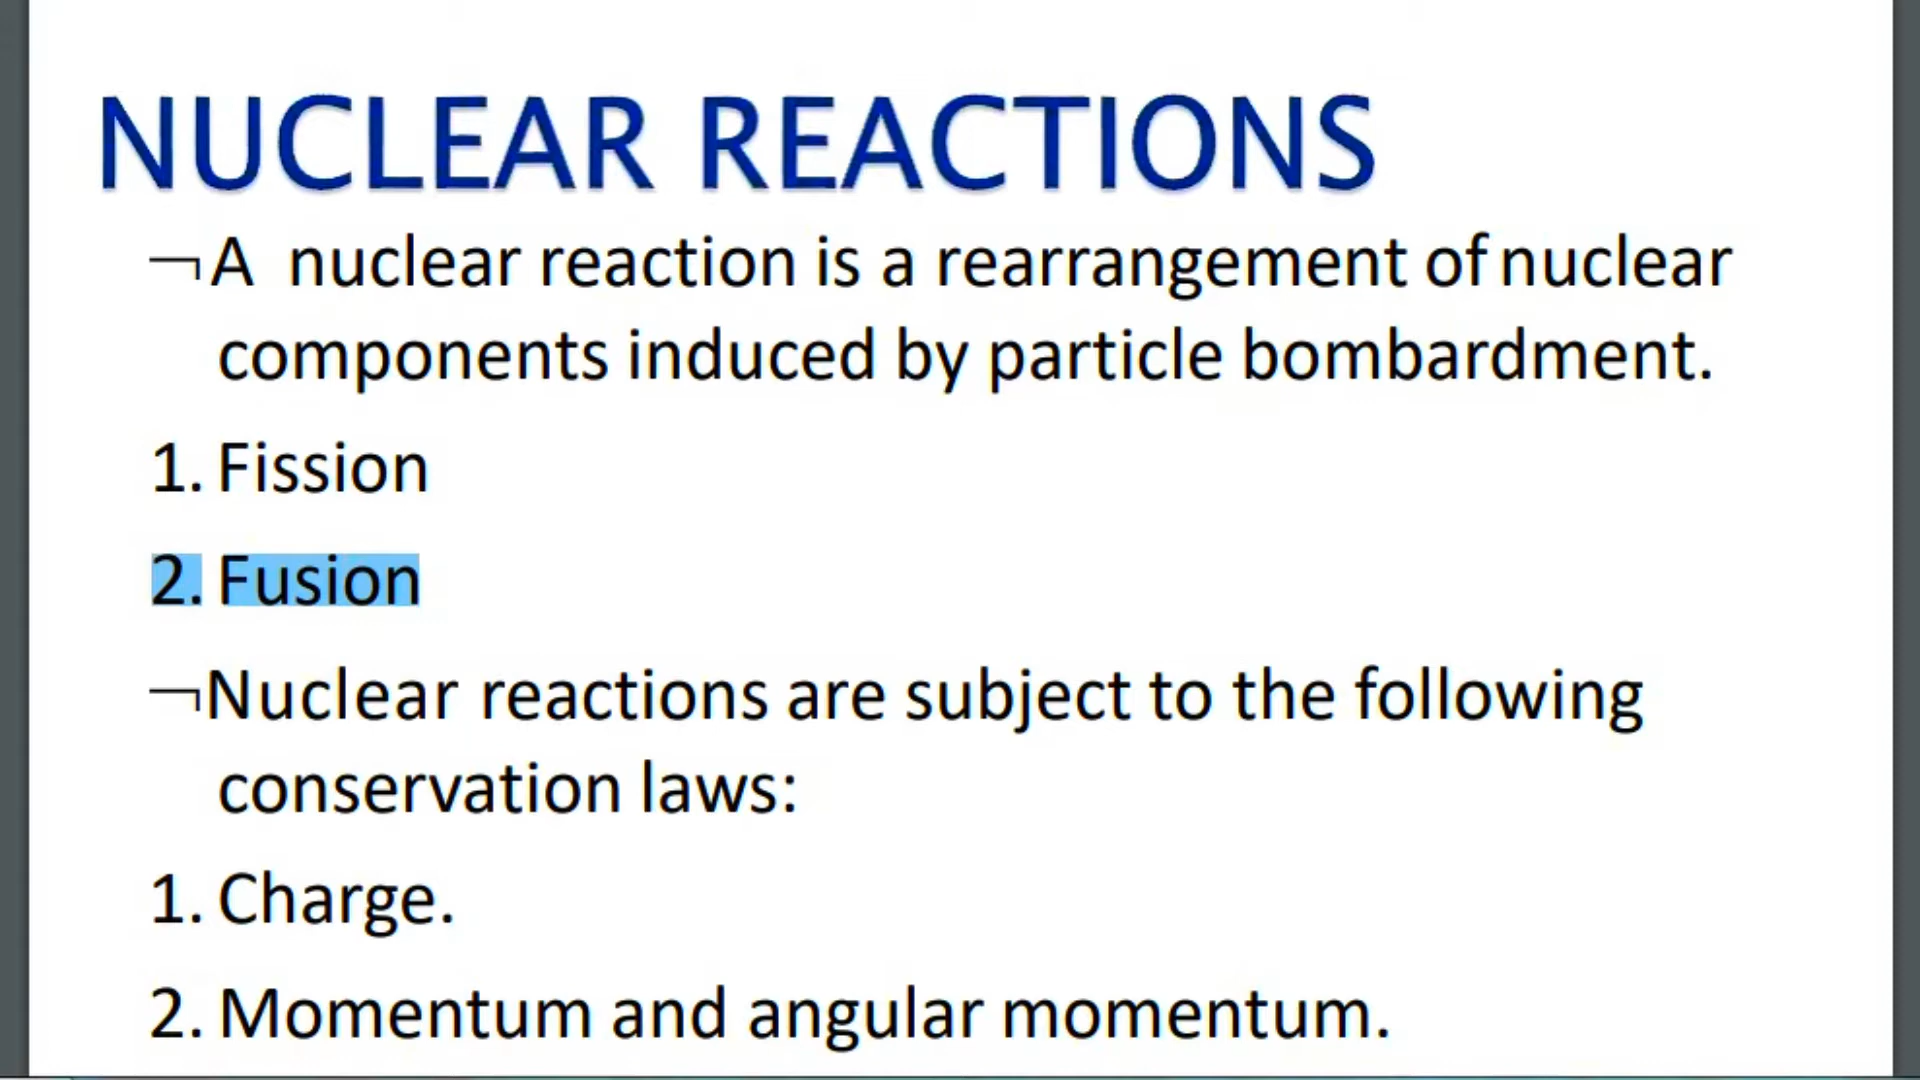 NUCLEAR REACTIONS
¬A nuclear reaction is a rearrangement of nuclear
components induced by particle bombardment.
1. Fission
2. Fusion
¬Nuclear reactions are subject to the following
conservation laws:
1. Charge.
2. Momentum and angular momentum.